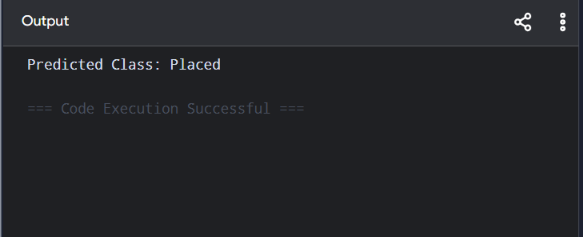 Output
Predicted Class: Placed
=== Code Execution Successful ===